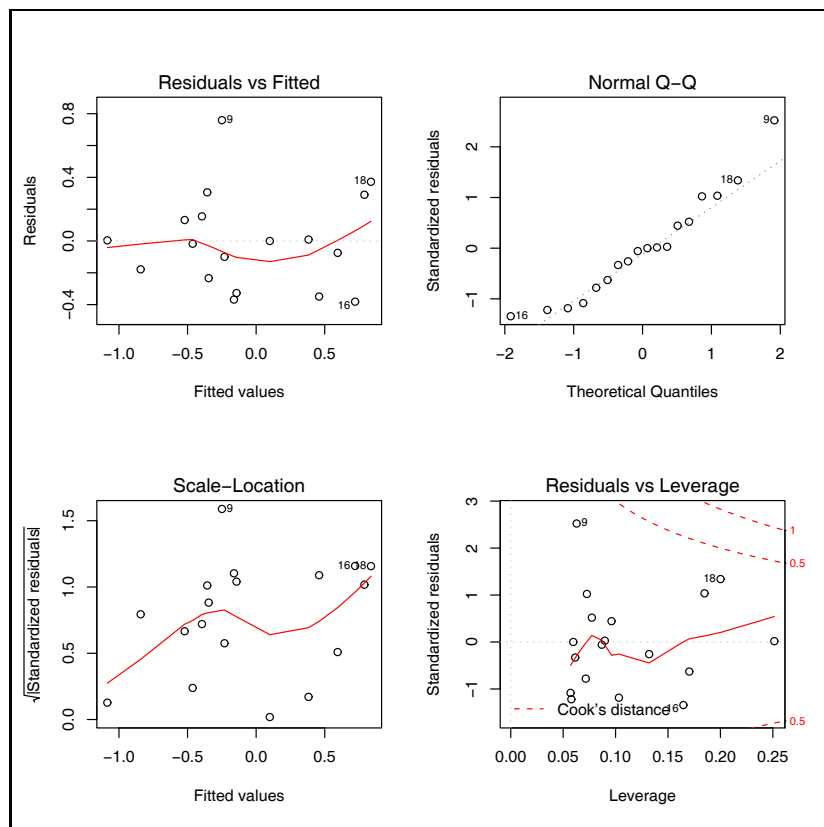 Residuals vs Fitted
Residuals
0.8
0.4
0.0
−0.4
9
18
16
−1.0 −0.5 0.0 0.5
Fitted values
Normal Q−Q
Standardized residuals
2
1
0
−1
9
18
16
−2 −1 0 1 2
Theoretical Quantiles
Scale−Location
√|Standardized residuals|
1.5
1.0
0.5
0.0
9
16 18
−1.0 −0.5 0.0 0.5
Fitted values
Residuals vs Leverage
Standardized residuals
3
2
1
0
−1
9
18
16
1
0.5
0.5
Cook's distance
0.00 0.05 0.10 0.15 0.20 0.25
Leverage